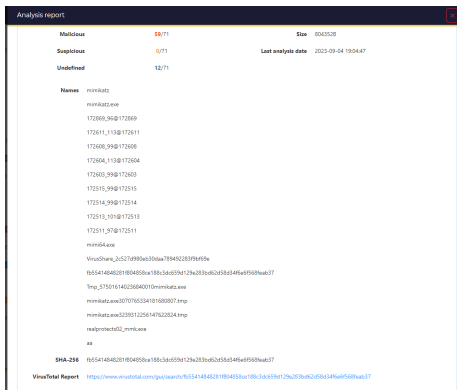 Analysis report
Malicious 59/71 Size 8043528
Suspicious 0/71 Last analysis date 2023-09-04 19:04:47
Undefined 12/71
Names mimikatz
mimikatz.exe
172869_96@172869
172611_113@172611
172608_99@172608
172604_113@172604
172603_99@172603
172515_99@172515
172514_99@172514
172513_101@172513
172511_97@172511
mimi64.exe
Tmp_575016140236840010mimikatz.exe
mimikatz.exe3070765334181680807.tmp
mimikatz.exe3239312256147622824.tmp
realprotects02_mmk.exe
aa
SHA-256
VirusTotal Report